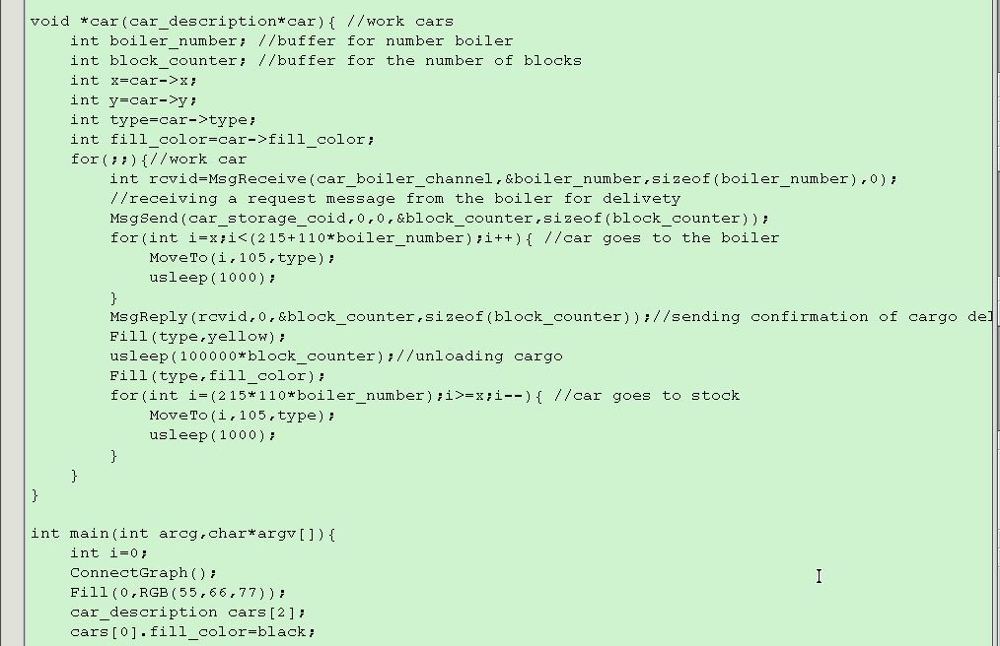 void *car(car_description*car){ //work cars
    int boiler_number; //buffer for number boiler
    int block_counter; //buffer for the number of blocks
    int x=car->x;
    int y=car->y;
    int type=car->type;
    int fill_color=car->fill_color;
    for(;;){//work car
        int rcvid=MsgReceive(car_boiler_channel,&boiler_number,sizeof(boiler_number),0);
        //receiving a request message from the boiler for delivety
        MsgSend(car_storage_coid,0,0,&block_counter,sizeof(block_counter));
        for(int i=x;i<(215+110*boiler_number);i++){ //car goes to the boiler
            MoveTo(i,105,type);
            usleep(1000);
        }
        MsgReply(rcvid,0,&block_counter,sizeof(block_counter));//sending confirmation of cargo del
        Fill(type,yellow);
        usleep(100000*block_counter);//unloading cargo
        Fill(type,fill_color);
        for(int i=(215*110*boiler_number);i>=x;i--){ //car goes to stock
            MoveTo(i,105,type);
            usleep(1000);
        }
    }
}
int main(int arcg,char*argv[]){
    int i=0;
    ConnectGraph();
    Fill(0,RGB(55,66,77));
    car_description cars[2];
    cars[0].fill_color=black;